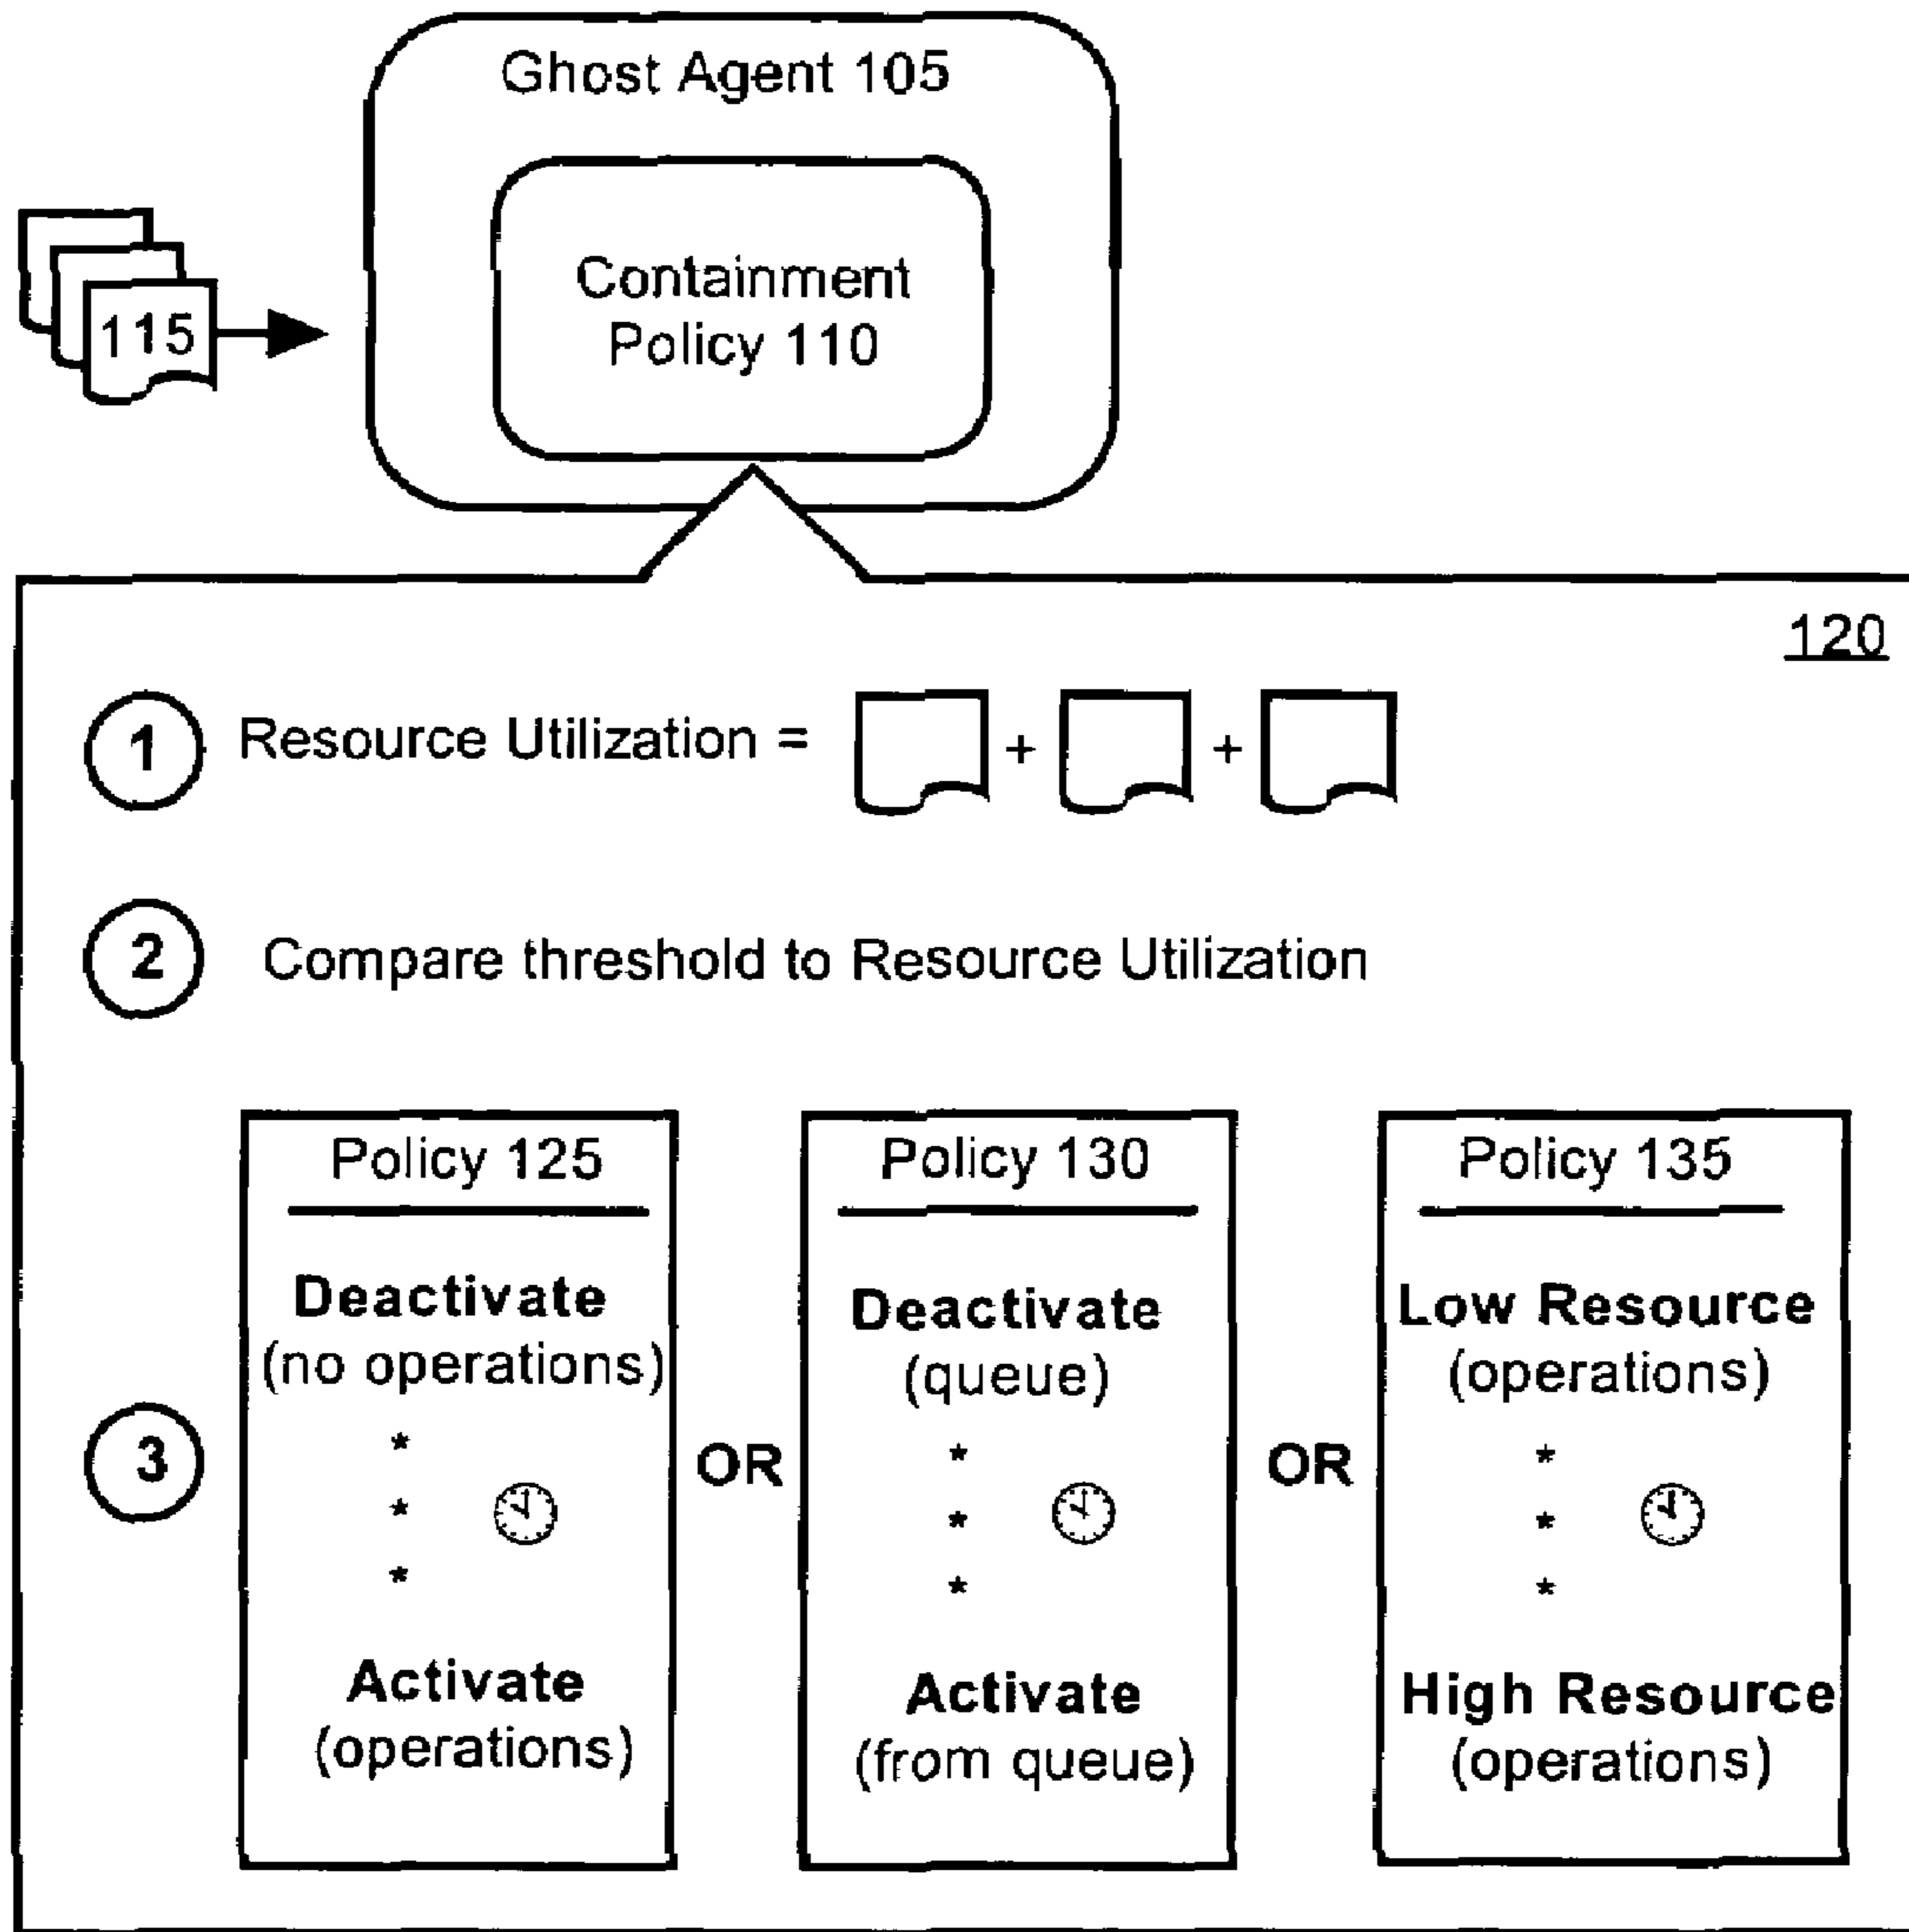 Ghost Agent 105
Containment
Policy 110
115
120
1 Resource Utilization = + +
2 Compare threshold to Resource Utilization
3
Policy 125
Deactivate
(no operations)
*
*
*
Activate
(operations)
OR
Policy 130
Deactivate
(queue)
*
*
*
Activate
(from queue)
OR
Policy 135
Low Resource
(operations)
*
*
*
High Resource
(operations)